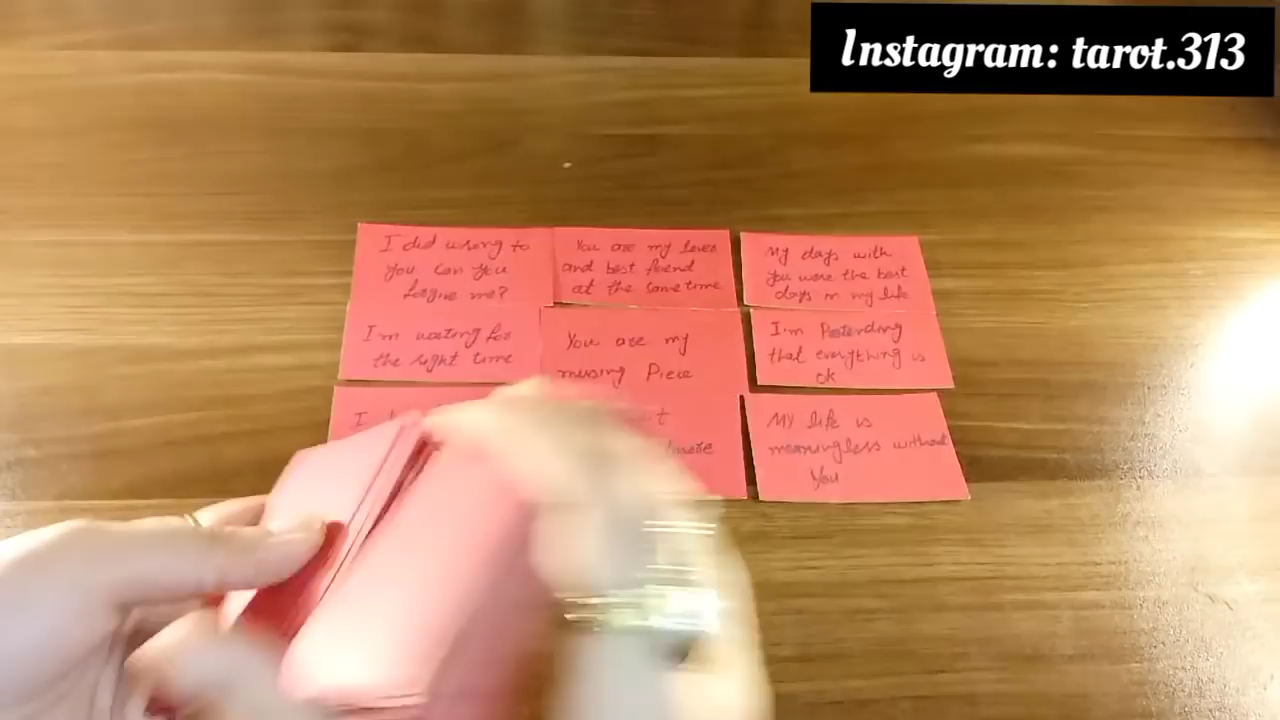 Instagram: tarot.313
I did wrong to
you can you
forgive me?
You are my lover
and best friend
at the same time
My days with
you were the best
days in my life
I'm waiting for
the right time
You are my
missing Piece
I'm Pretending
that everything is
ok
I
My life is
meaningless without
You